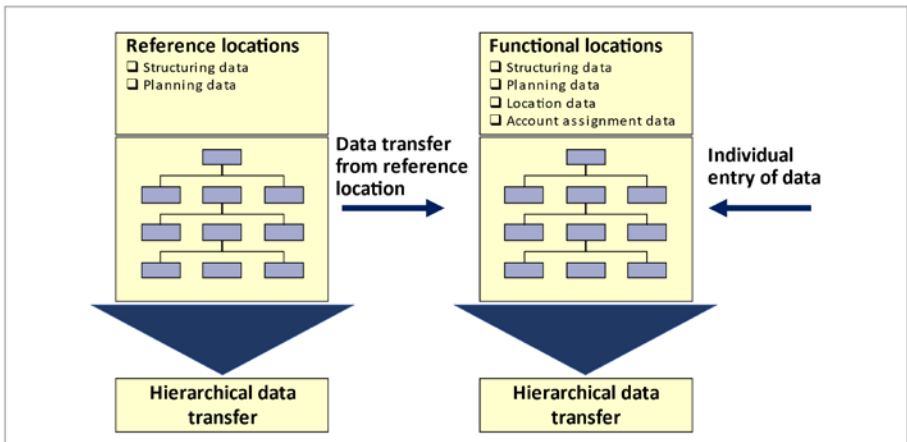 Reference locations
❑ Structuring data
❑ Planning data
Functional locations
❑ Structuring data
❑ Planning data
❑ Location data
❑ Account assignment data
Data transfer
from reference
location
Individual
entry of data
Hierarchical data
transfer
Hierarchical data
transfer